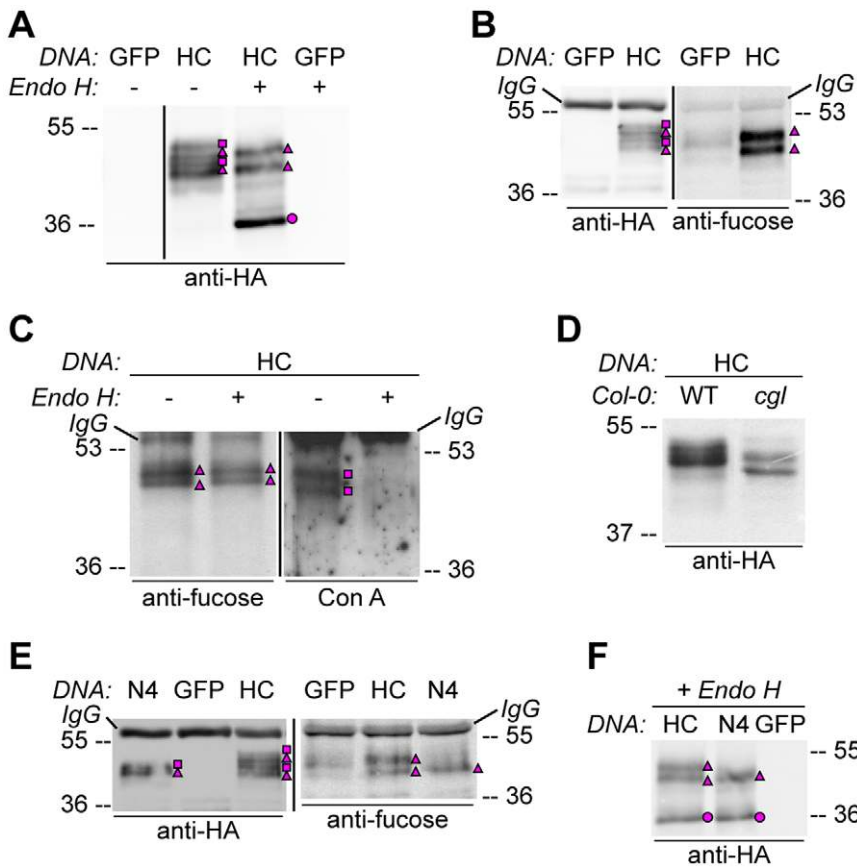 A
DNA: GFP HC HC GFP
Endo H: - - + +
55 --
36 --
anti-HA
B
DNA: GFP HC GFP HC
IgG IgG
55 -- -- 53
36 -- -- 36
anti-HA anti-fucose
C
DNA: HC
Endo H: - + - +
IgG IgG
53 -- -- 53
36 -- -- 36
anti-fucose Con A
D
DNA: HC
Col-0: WT cgl
55 --
37 --
anti-HA
E
DNA: N4 GFP HC GFP HC N4
IgG IgG
55 -- -- 55
36 -- -- 36
anti-HA anti-fucose
F
+ Endo H
DNA: HC N4 GFP
-- 55
-- 36
anti-HA